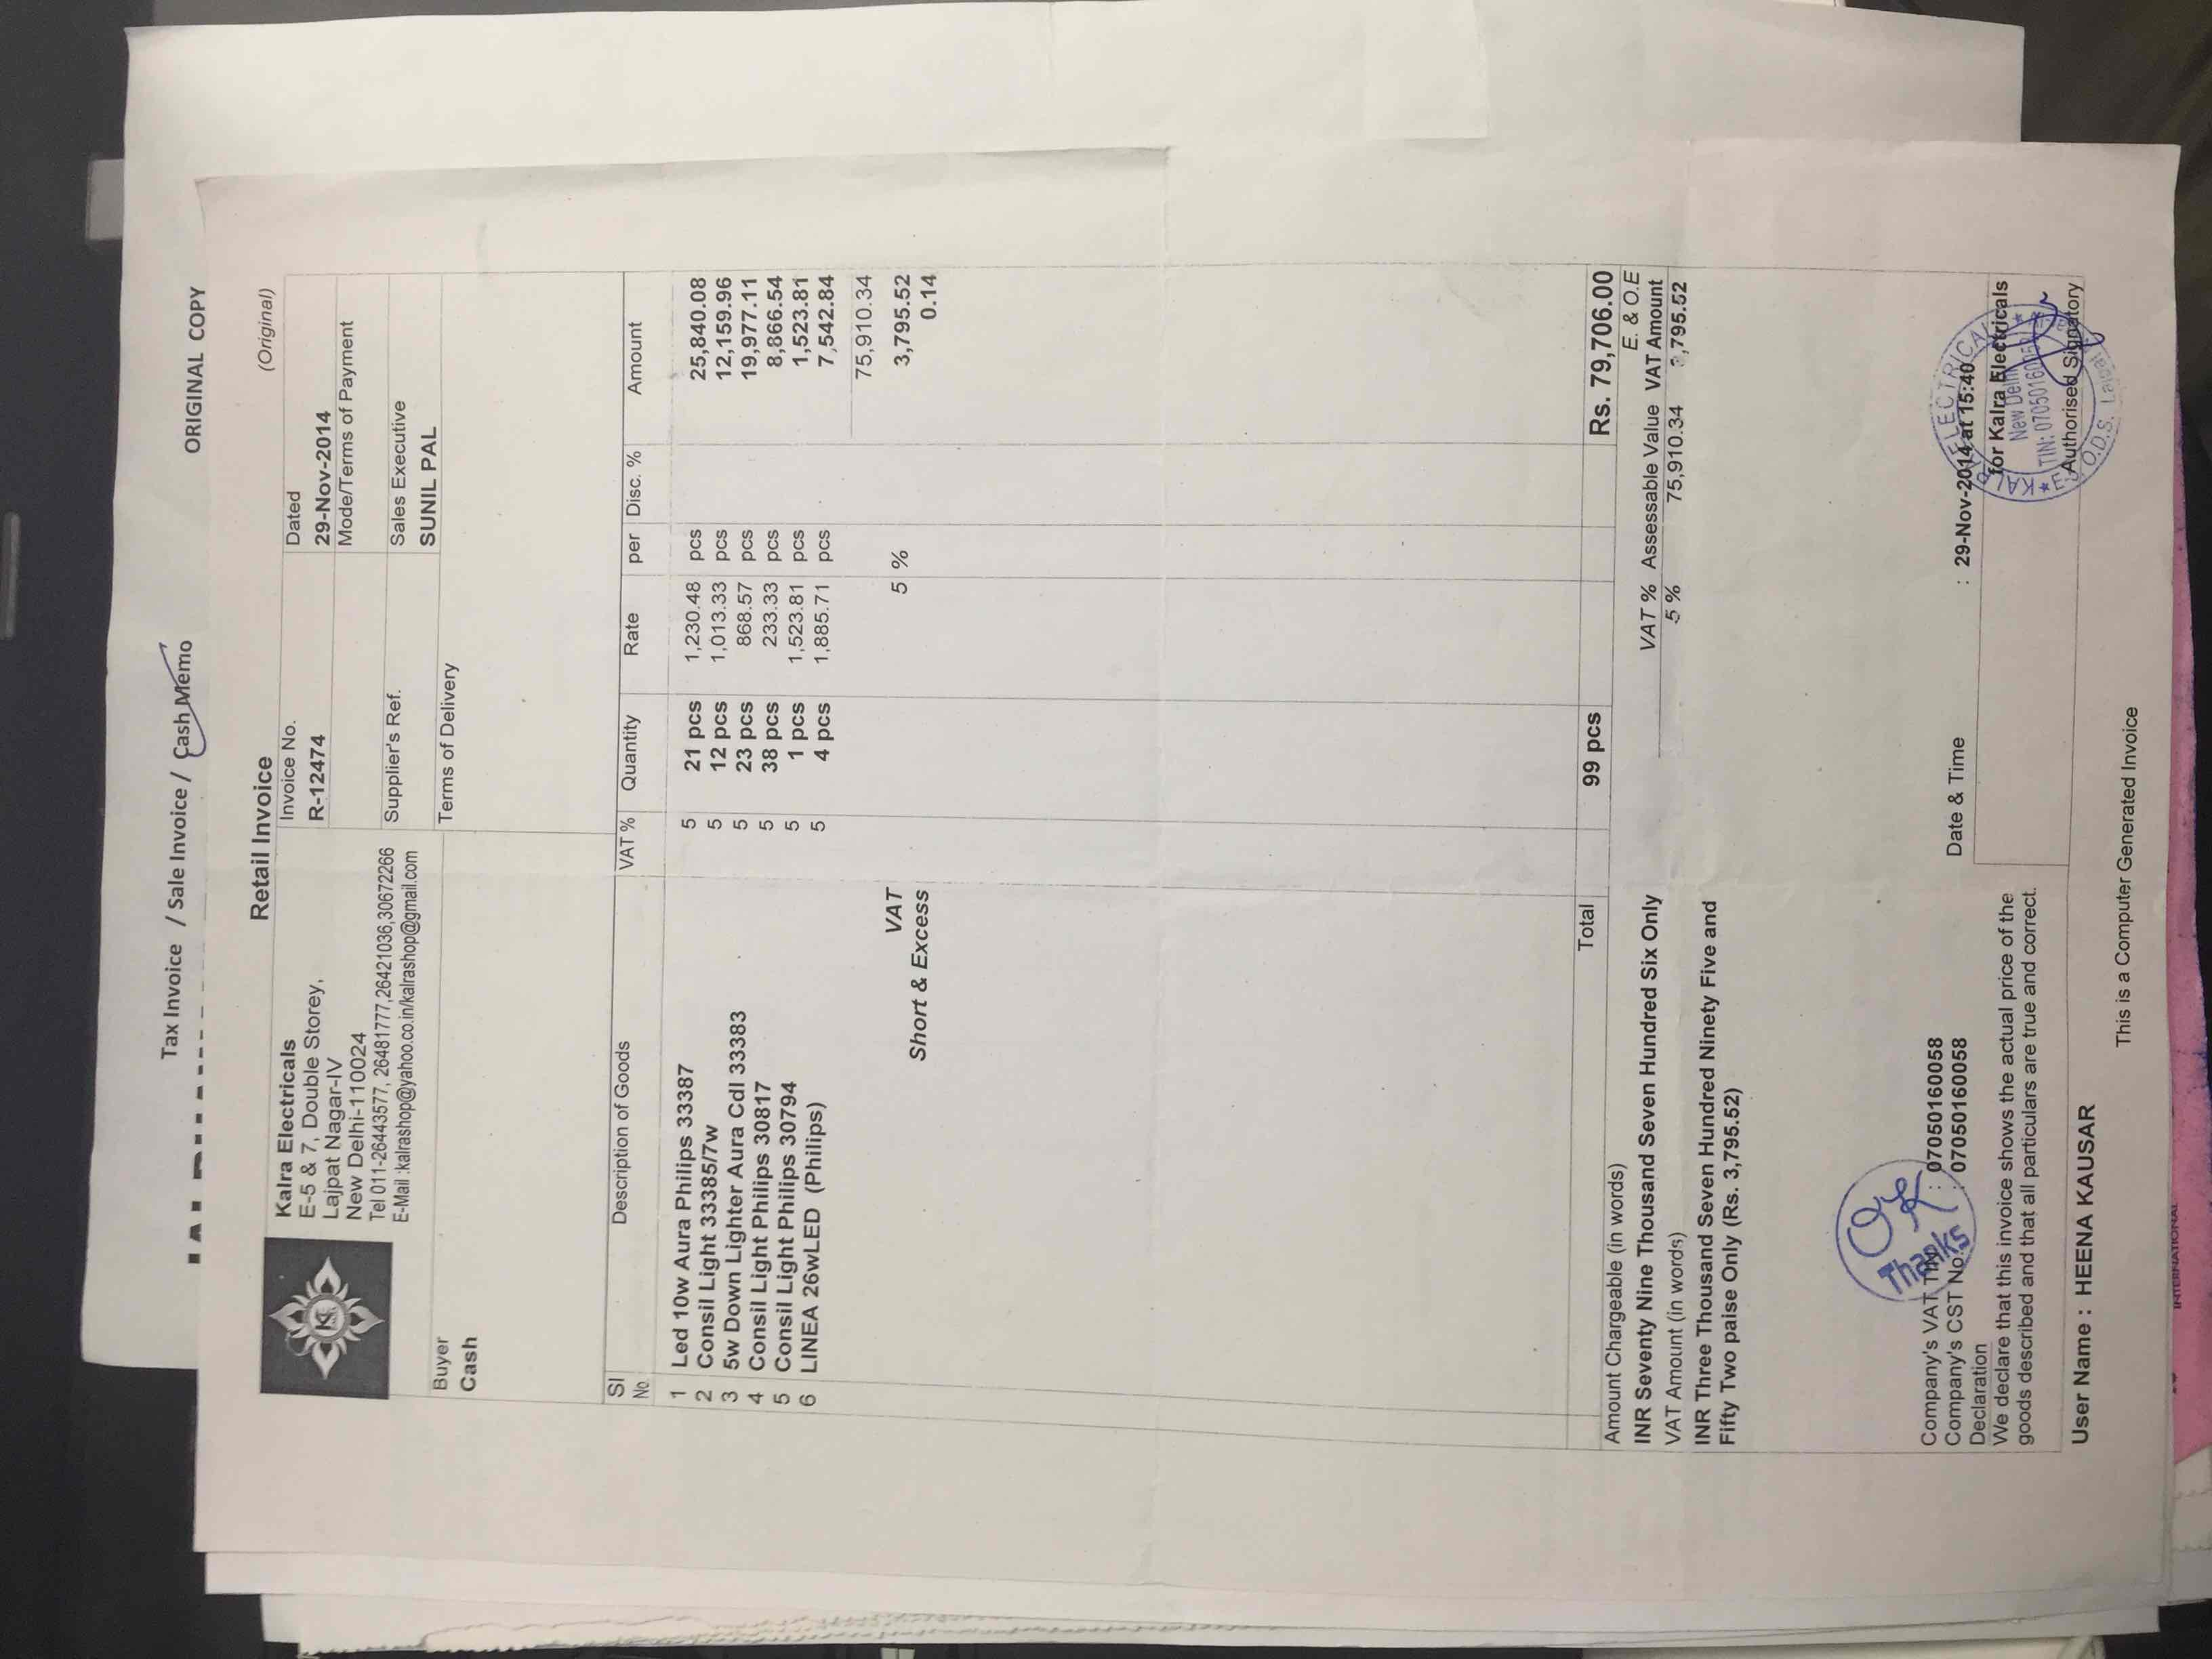 Tax Invoice / Sale Invoice / Cash Memo
ORIGINAL COPY
Retail Invoice
(Original)
Kalra Electricals
E-5 & 7, Double Storey,
Lajpat Nagar-IV
New Delhi-110024
Tel 011-26443577, 26481777,26421036,30672266
E-Mail :kalrashop@yahoo.co.in/kalrashop@gmail.com
Invoice No.
R-12474
Dated
29-Nov-2014
Mode/Terms of Payment
Supplier's Ref.
Sales Executive
SUNIL PAL
Buyer
Cash
Terms of Delivery
SI No Description of Goods VAT % Quantity Rate per Disc. % Amount
1 Led 10w Aura Philips 33387 5 21 pcs 1,230.48 pcs 25,840.08
2 Consil Light 33385/7w 5 12 pcs 1,013.33 pcs 12,159.96
3 5w Down Lighter Aura Cdl 33383 5 23 pcs 868.57 pcs 19,977.11
4 Consil Light Philips 30817 5 38 pcs 233.33 pcs 8,866.54
5 Consil Light Philips 30794 5 1 pcs 1,523.81 pcs 1,523.81
6 LINEA 26wLED (Philips) 5 4 pcs 1,885.71 pcs 7,542.84
75,910.34
VAT 5 % 3,795.52
Short & Excess 0.14
Total 99 pcs Rs. 79,706.00
Amount Chargeable (in words)
E. & O.E
INR Seventy Nine Thousand Seven Hundred Six Only
VAT % Assessable Value VAT Amount
VAT Amount (in words)
5 % 75,910.34 3,795.52
INR Three Thousand Seven Hundred Ninety Five and
Fifty Two paise Only (Rs. 3,795.52)
Thanks
Company's VAT TIN : 07050160058
Company's CST No. : 07050160058
Date & Time : 29-Nov-2014 at 15:40
Declaration
We declare that this invoice shows the actual price of the
goods described and that all particulars are true and correct.
for Kalra Electricals
KALRA ELECTRICALS
New Delhi
TIN: 07050160058
Authorised Signatory
O.D.S. Lajpat
User Name : HEENA KAUSAR
This is a Computer Generated Invoice
INTERNATIONAL